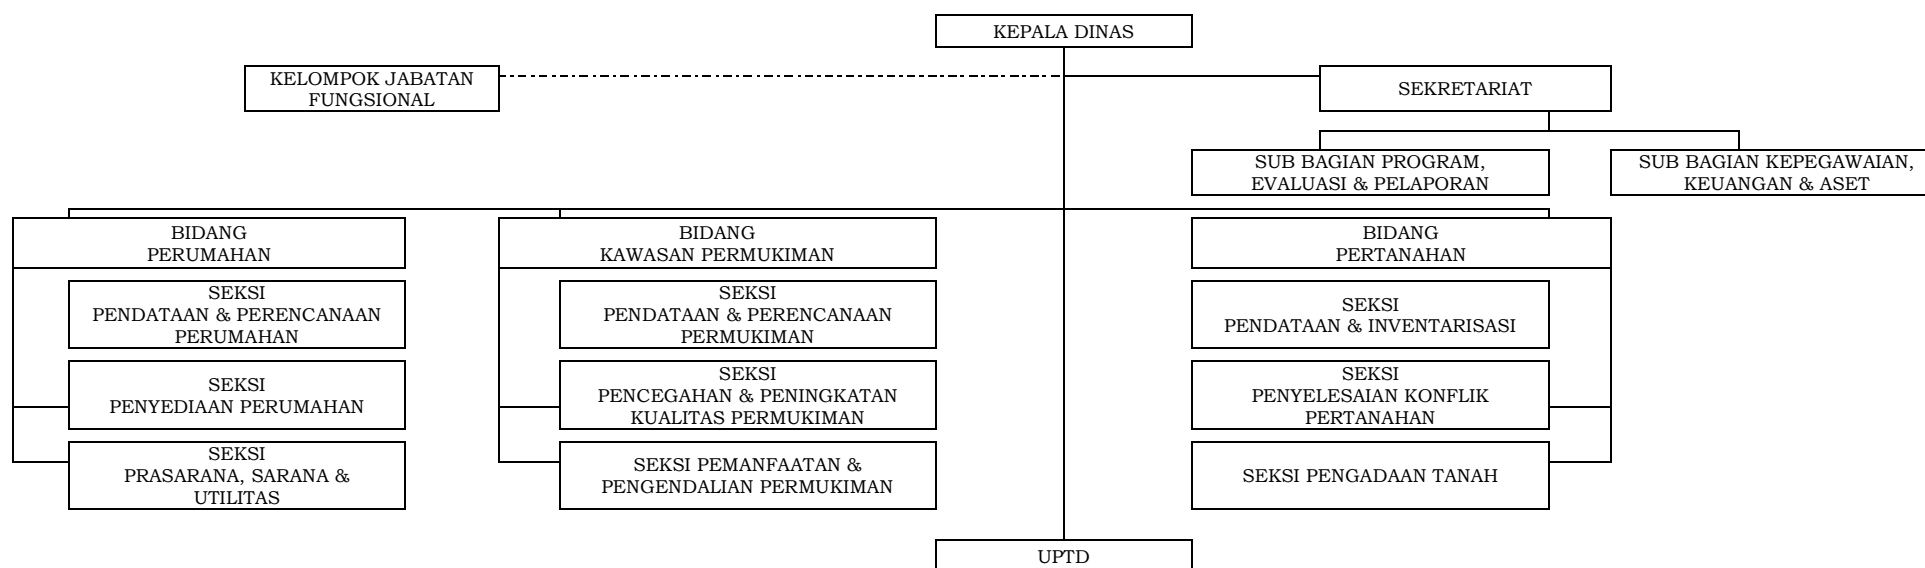 KEPALA DINAS
KELOMPOK JABATAN
FUNGSIONAL
SEKRETARIAT
SUB BAGIAN PROGRAM,
EVALUASI & PELAPORAN
SUB BAGIAN KEPEGAWAIAN,
KEUANGAN & ASET
BIDANG
PERUMAHAN
BIDANG
KAWASAN PERMUKIMAN
BIDANG
PERTANAHAN
SEKSI
PENDATAAN & PERENCANAAN
PERUMAHAN
SEKSI
PENDATAAN & PERENCANAAN
PERMUKIMAN
SEKSI
PENDATAAN & INVENTARISASI
SEKSI
PENYEDIAAN PERUMAHAN
SEKSI
PENCEGAHAN & PENINGKATAN
KUALITAS PERMUKIMAN
SEKSI
PENYELESAIAN KONFLIK
PERTANAHAN
SEKSI
PRASARANA, SARANA &
UTILITAS
SEKSI PEMANFAATAN &
PENGENDALIAN PERMUKIMAN
SEKSI PENGADAAN TANAH
UPTD